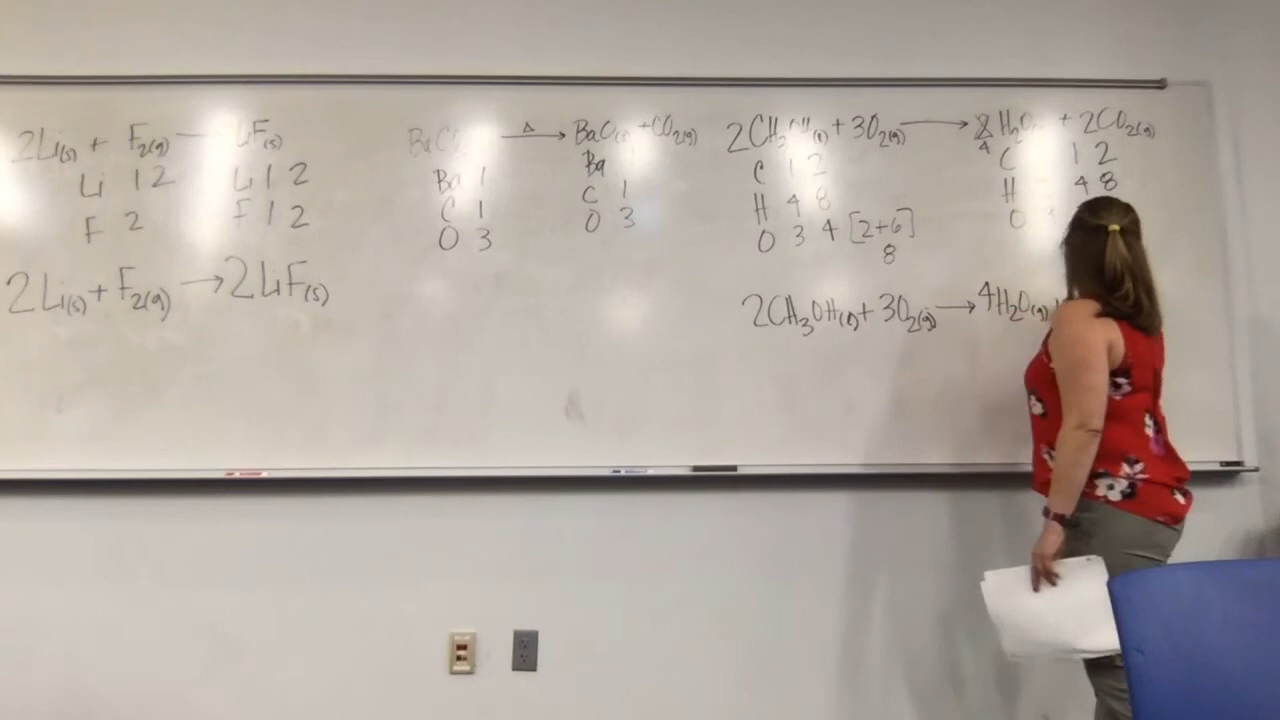 2Li(s) + F2(g) → LiF(s)
Li 1 2 Li 1 2
F 2 F 1 2
2Li(s) + F2(g) → 2LiF(s)
Δ → BaO(s) + CO2(g)
Ba 1 Ba
C 1 C 1
O 3 O 3
2CH3OH(l) + 3O2(g) → 2 H2O + 2CO2(g)
4
C 1 2 C 1 2
H 4 8 H 4 8
O 3 4 [2+6] O
8
2CH3OH(l) + 3O2(g) → 4H2O(g)